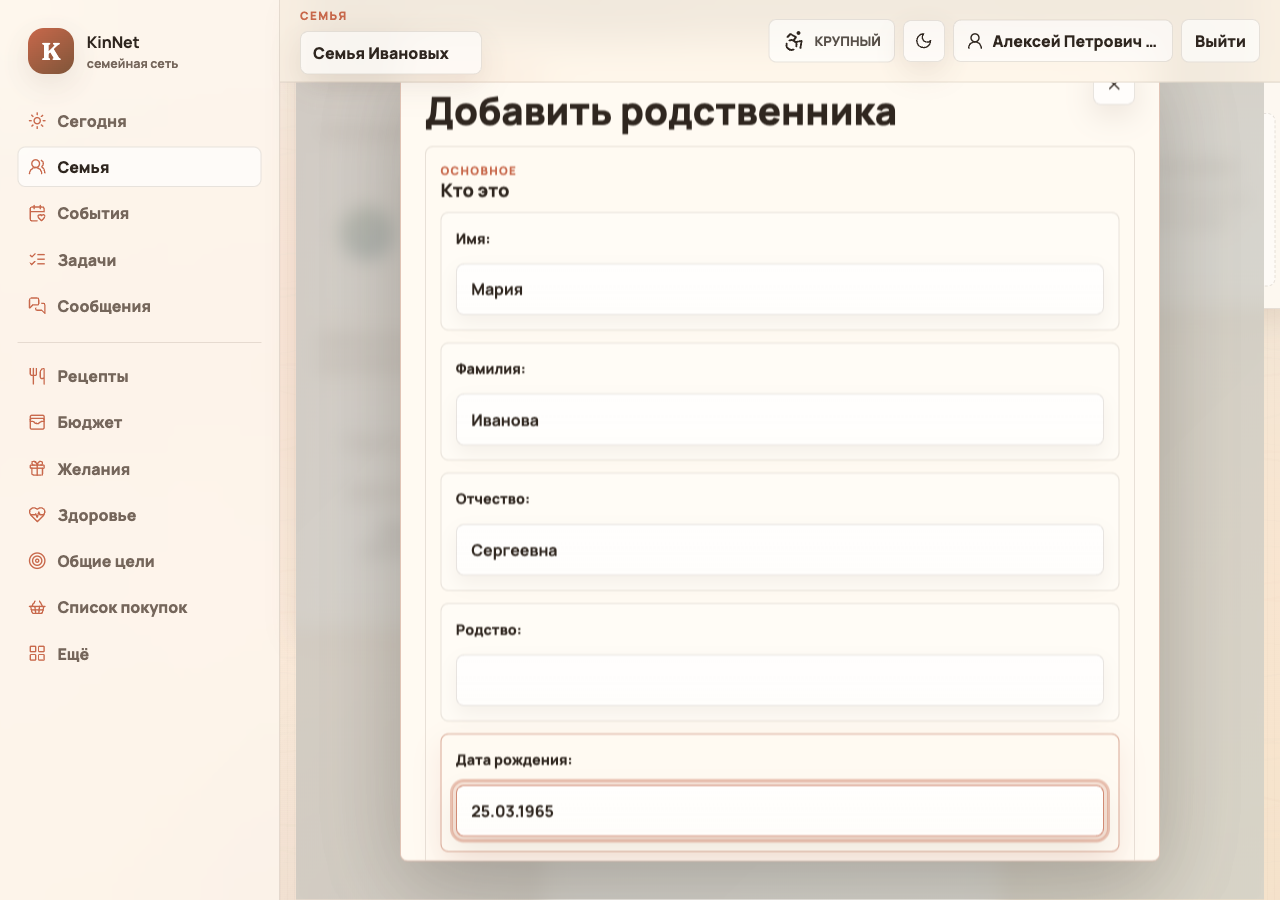 K
KinNet
семейная сеть
Сегодня
Семья
События
Задачи
Сообщения
Рецепты
Бюджет
Желания
Здоровье
Общие цели
Список покупок
Ещё
СЕМЬЯ
Семья Ивановых
КРУПНЫЙ
Алексей Петрович ...
Выйти
Добавить родственника
ОСНОВНОЕ
Кто это
Имя:
Мария
Фамилия:
Иванова
Отчество:
Сергеевна
Родство:
Дата рождения:
25.03.1965